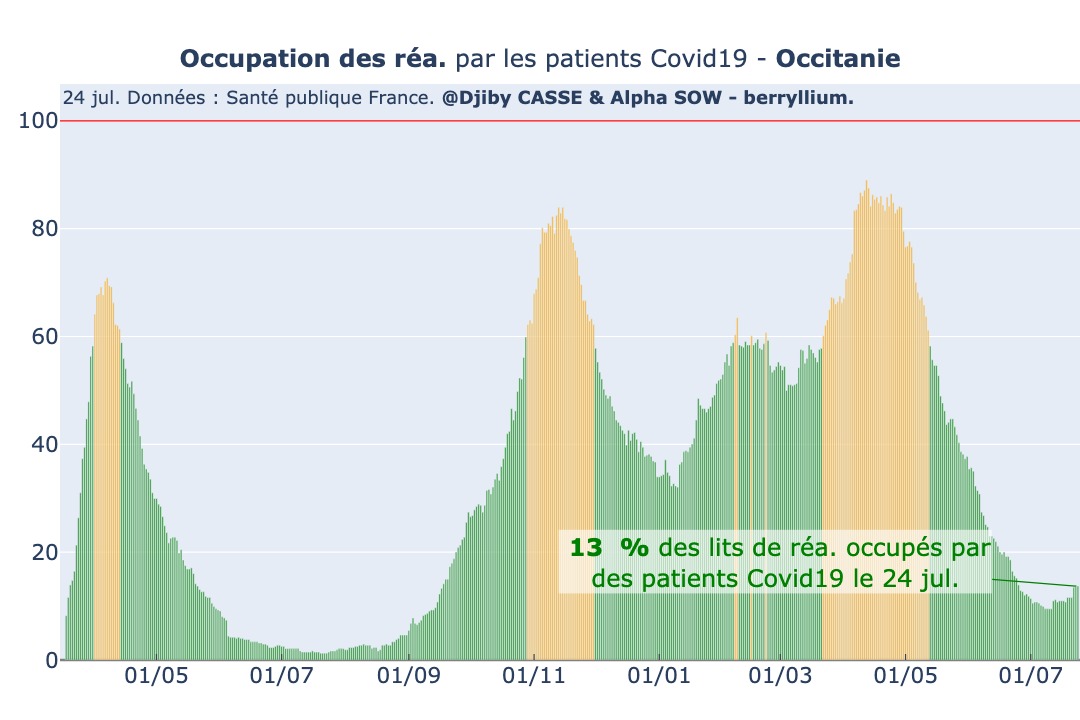 Occupation des réa. par les patients Covid19 - Occitanie
24 jul. Données : Santé publique France. @Djiby CASSE & Alpha SOW - berryllium.
100
80
60
40
20
0
13 % des lits de réa. occupés par
des patients Covid19 le 24 jul.
01/05 01/07 01/09 01/11 01/01 01/03 01/05 01/07